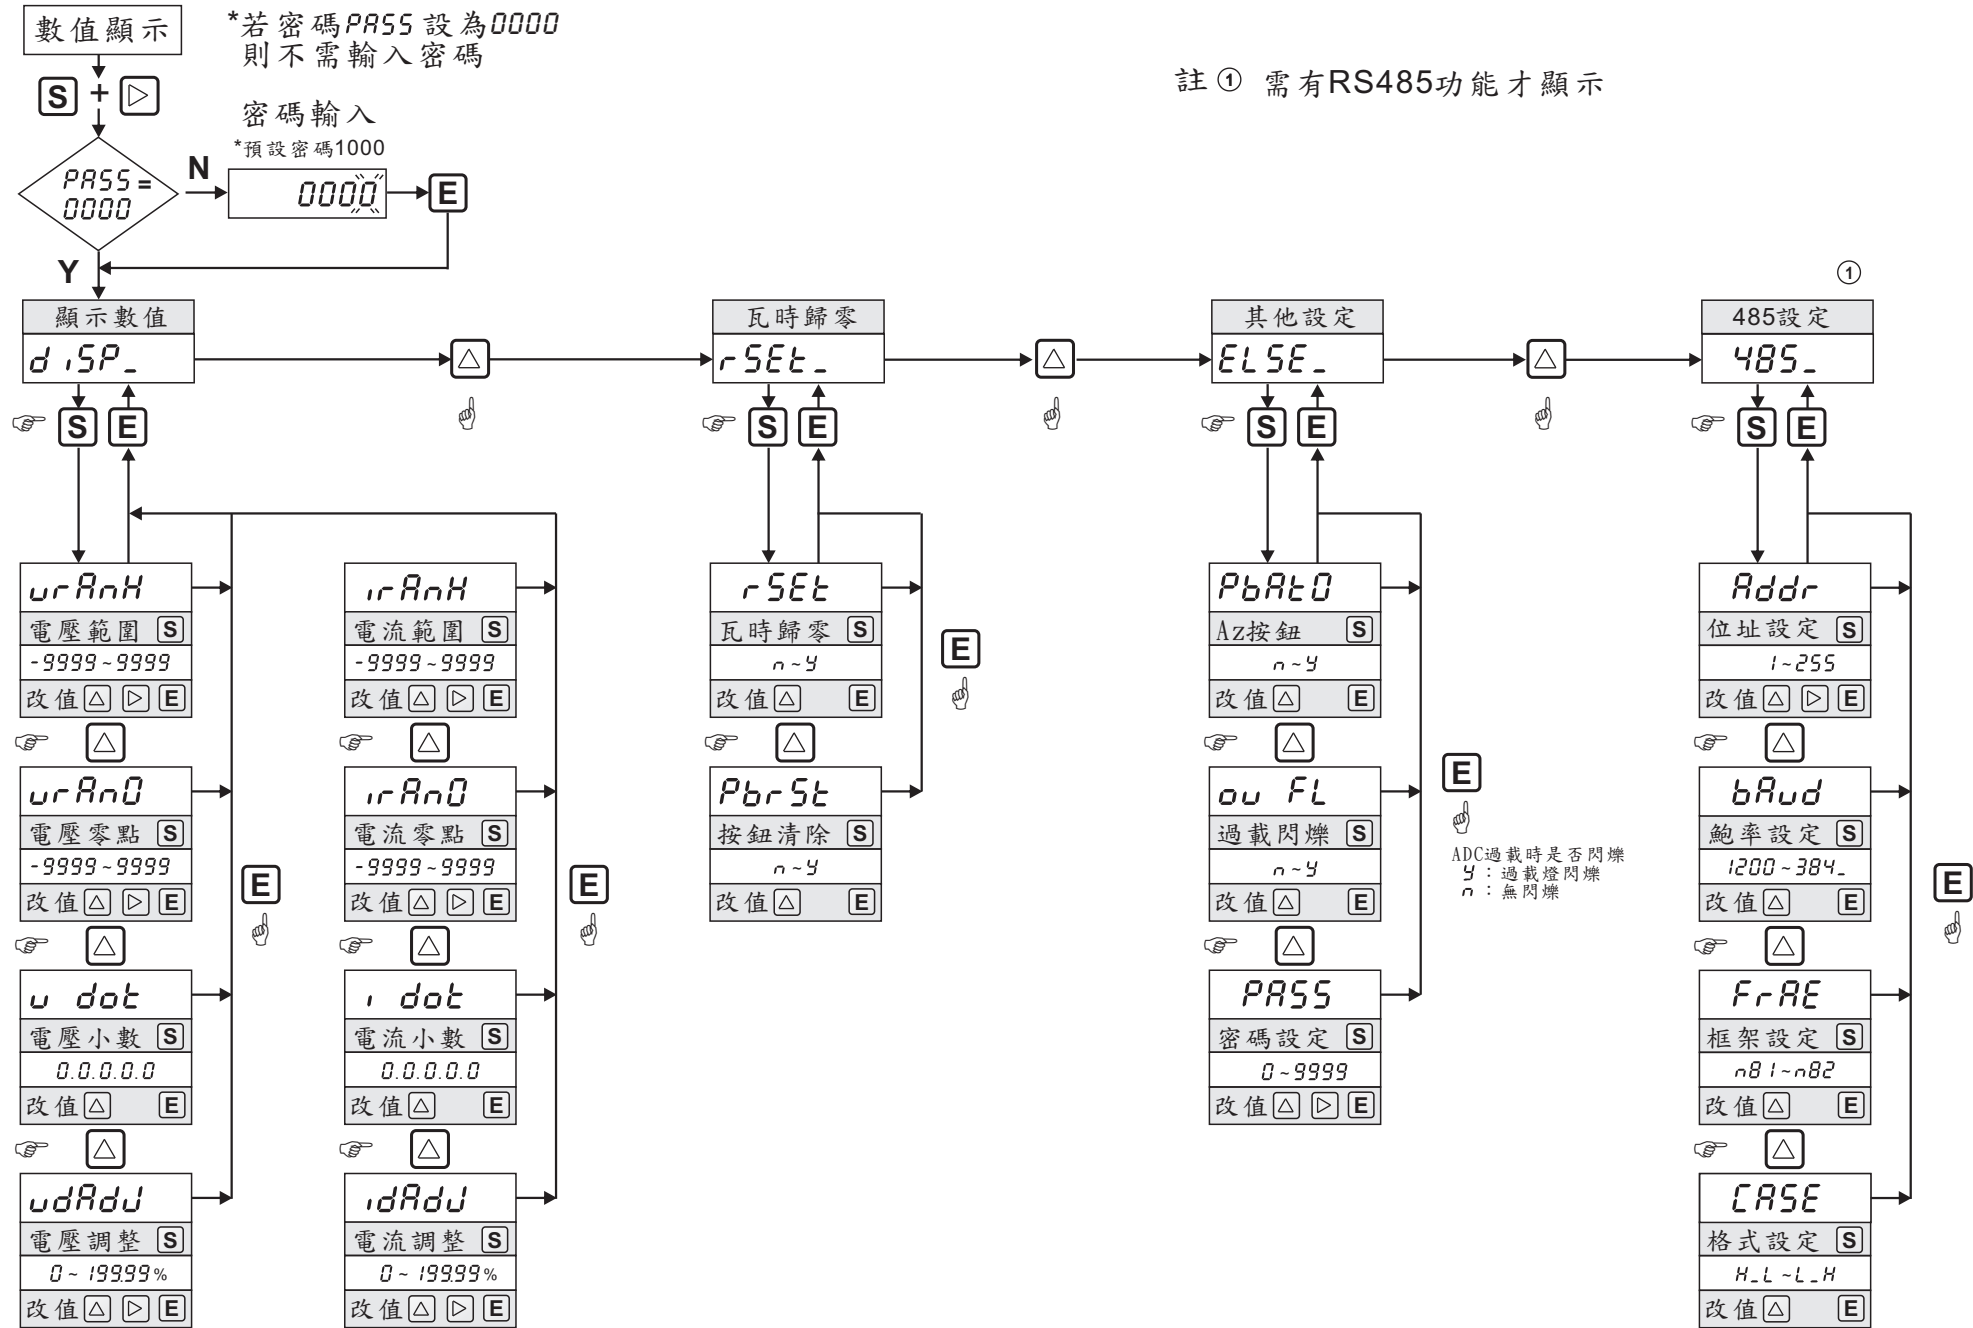 數值顯示
*若密碼PASS設為0000
則不需輸入密碼
S + ▷
註 ① 需有RS485功能才顯示
密碼輸入
*預設密碼1000
PASS =
0000
N
0000
E
Y
①
顯示數值
diSP_
S E
△
瓦時歸零
rSEt_
S E
△
其他設定
ELSE_
S E
△
485設定
485_
S E
vrAnH
電壓範圍 S
-9999~9999
改值 △ ▷ E
△
vrAn0
電壓零點 S
-9999~9999
改值 △ ▷ E
△
v dot
電壓小數 S
0.0.0.0.0
改值 △ E
△
vdAdJ
電壓調整 S
0~199.99%
改值 △ ▷ E
E
irAnH
電流範圍 S
-9999~9999
改值 △ ▷ E
△
irAn0
電流零點 S
-9999~9999
改值 △ ▷ E
△
i dot
電流小數 S
0.0.0.0.0
改值 △ E
△
idAdJ
電流調整 S
0~199.99%
改值 △ ▷ E
E
rSEt
瓦時歸零 S
n~y
改值 △ E
△
PbrSt
按鈕清除 S
n~y
改值 △ E
E
PbAtO
Az按鈕 S
n~y
改值 △ E
△
ov FL
過載閃爍 S
n~y
改值 △ E
△
PASS
密碼設定 S
0~9999
改值 △ ▷ E
E
ADC過載時是否閃爍
y：過載燈閃爍
n：無閃爍
Addr
位址設定 S
1~255
改值 △ ▷ E
△
bAud
鮑率設定 S
1200~384_
改值 △ E
△
FrAE
框架設定 S
n81~n82
改值 △ E
△
CASE
格式設定 S
H_L~L_H
改值 △ E
E